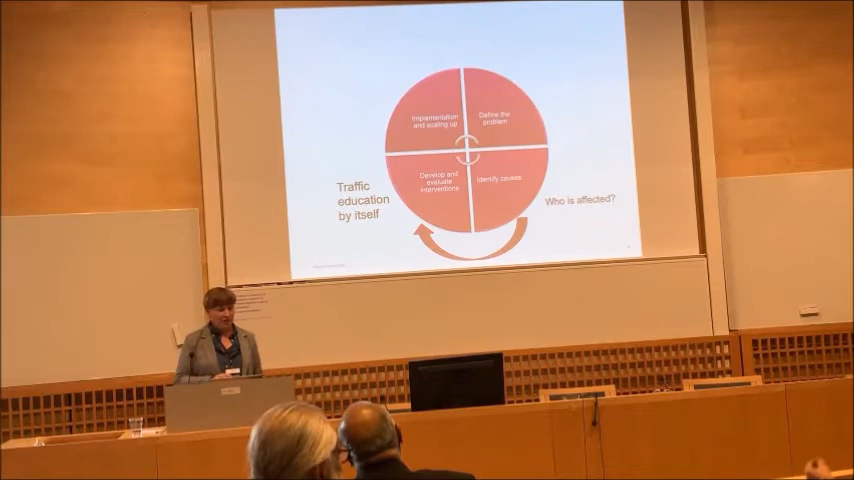 Implementation
and scaling up
Define the
problem
Develop and
evaluate
interventions
Identify causes
Traffic
education
by itself
Who is affected?